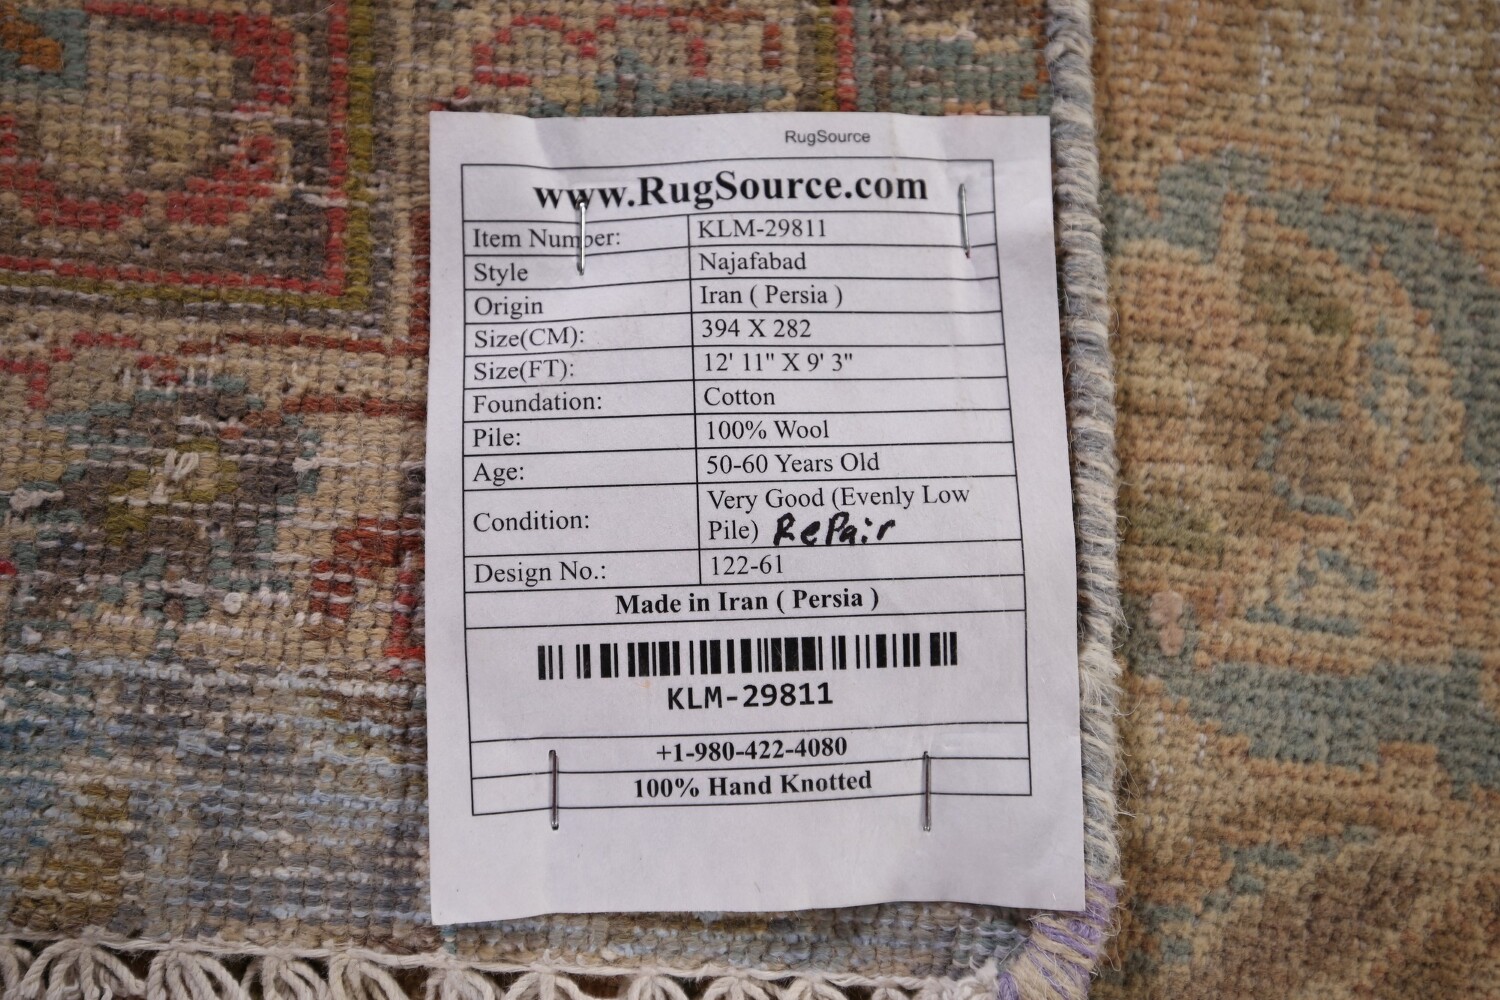 RugSource
www.RugSource.com
Item Number: KLM-29811
Style Najafabad
Origin Iran ( Persia )
Size(CM): 394 X 282
Size(FT): 12' 11" X 9' 3"
Foundation: Cotton
Pile: 100% Wool
Age: 50-60 Years Old
Condition: Very Good (Evenly Low
Pile) RePair
Design No.: 122-61
Made in Iran ( Persia )
KLM-29811
+1-980-422-4080
100% Hand Knotted